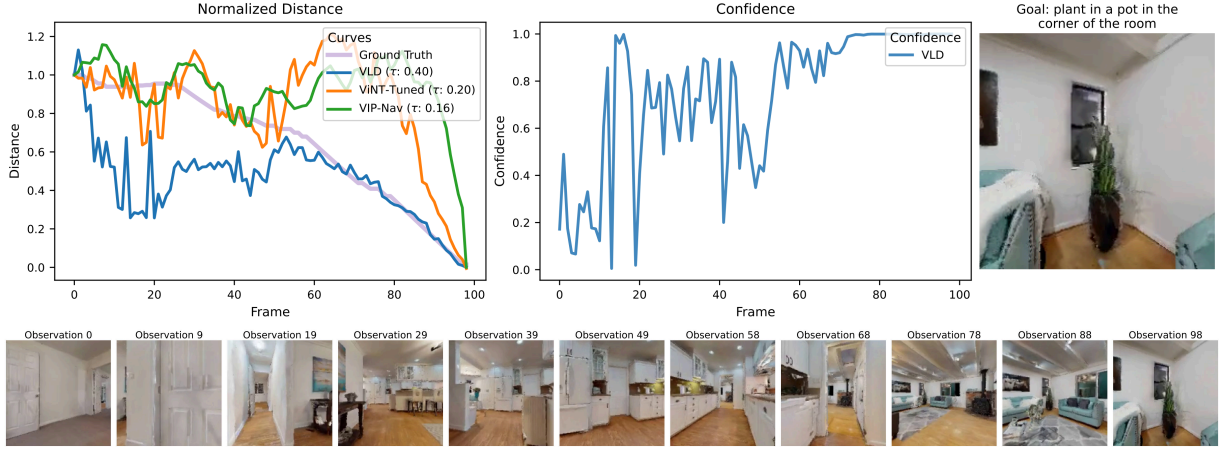 Normalized Distance
Distance
1.2
1.0
0.8
0.6
0.4
0.2
0.0
0
20
40
60
80
100
Frame
Curves
Ground Truth
VLD (τ: 0.40)
ViNT-Tuned (τ: 0.20)
VIP-Nav (τ: 0.16)
Confidence
Confidence
1.0
0.8
0.6
0.4
0.2
0.0
0
20
40
60
80
100
Frame
Confidence
VLD
Goal: plant in a pot in the
corner of the room
Observation 0
Observation 9
Observation 19
Observation 29
Observation 39
Observation 49
Observation 58
Observation 68
Observation 78
Observation 88
Observation 98